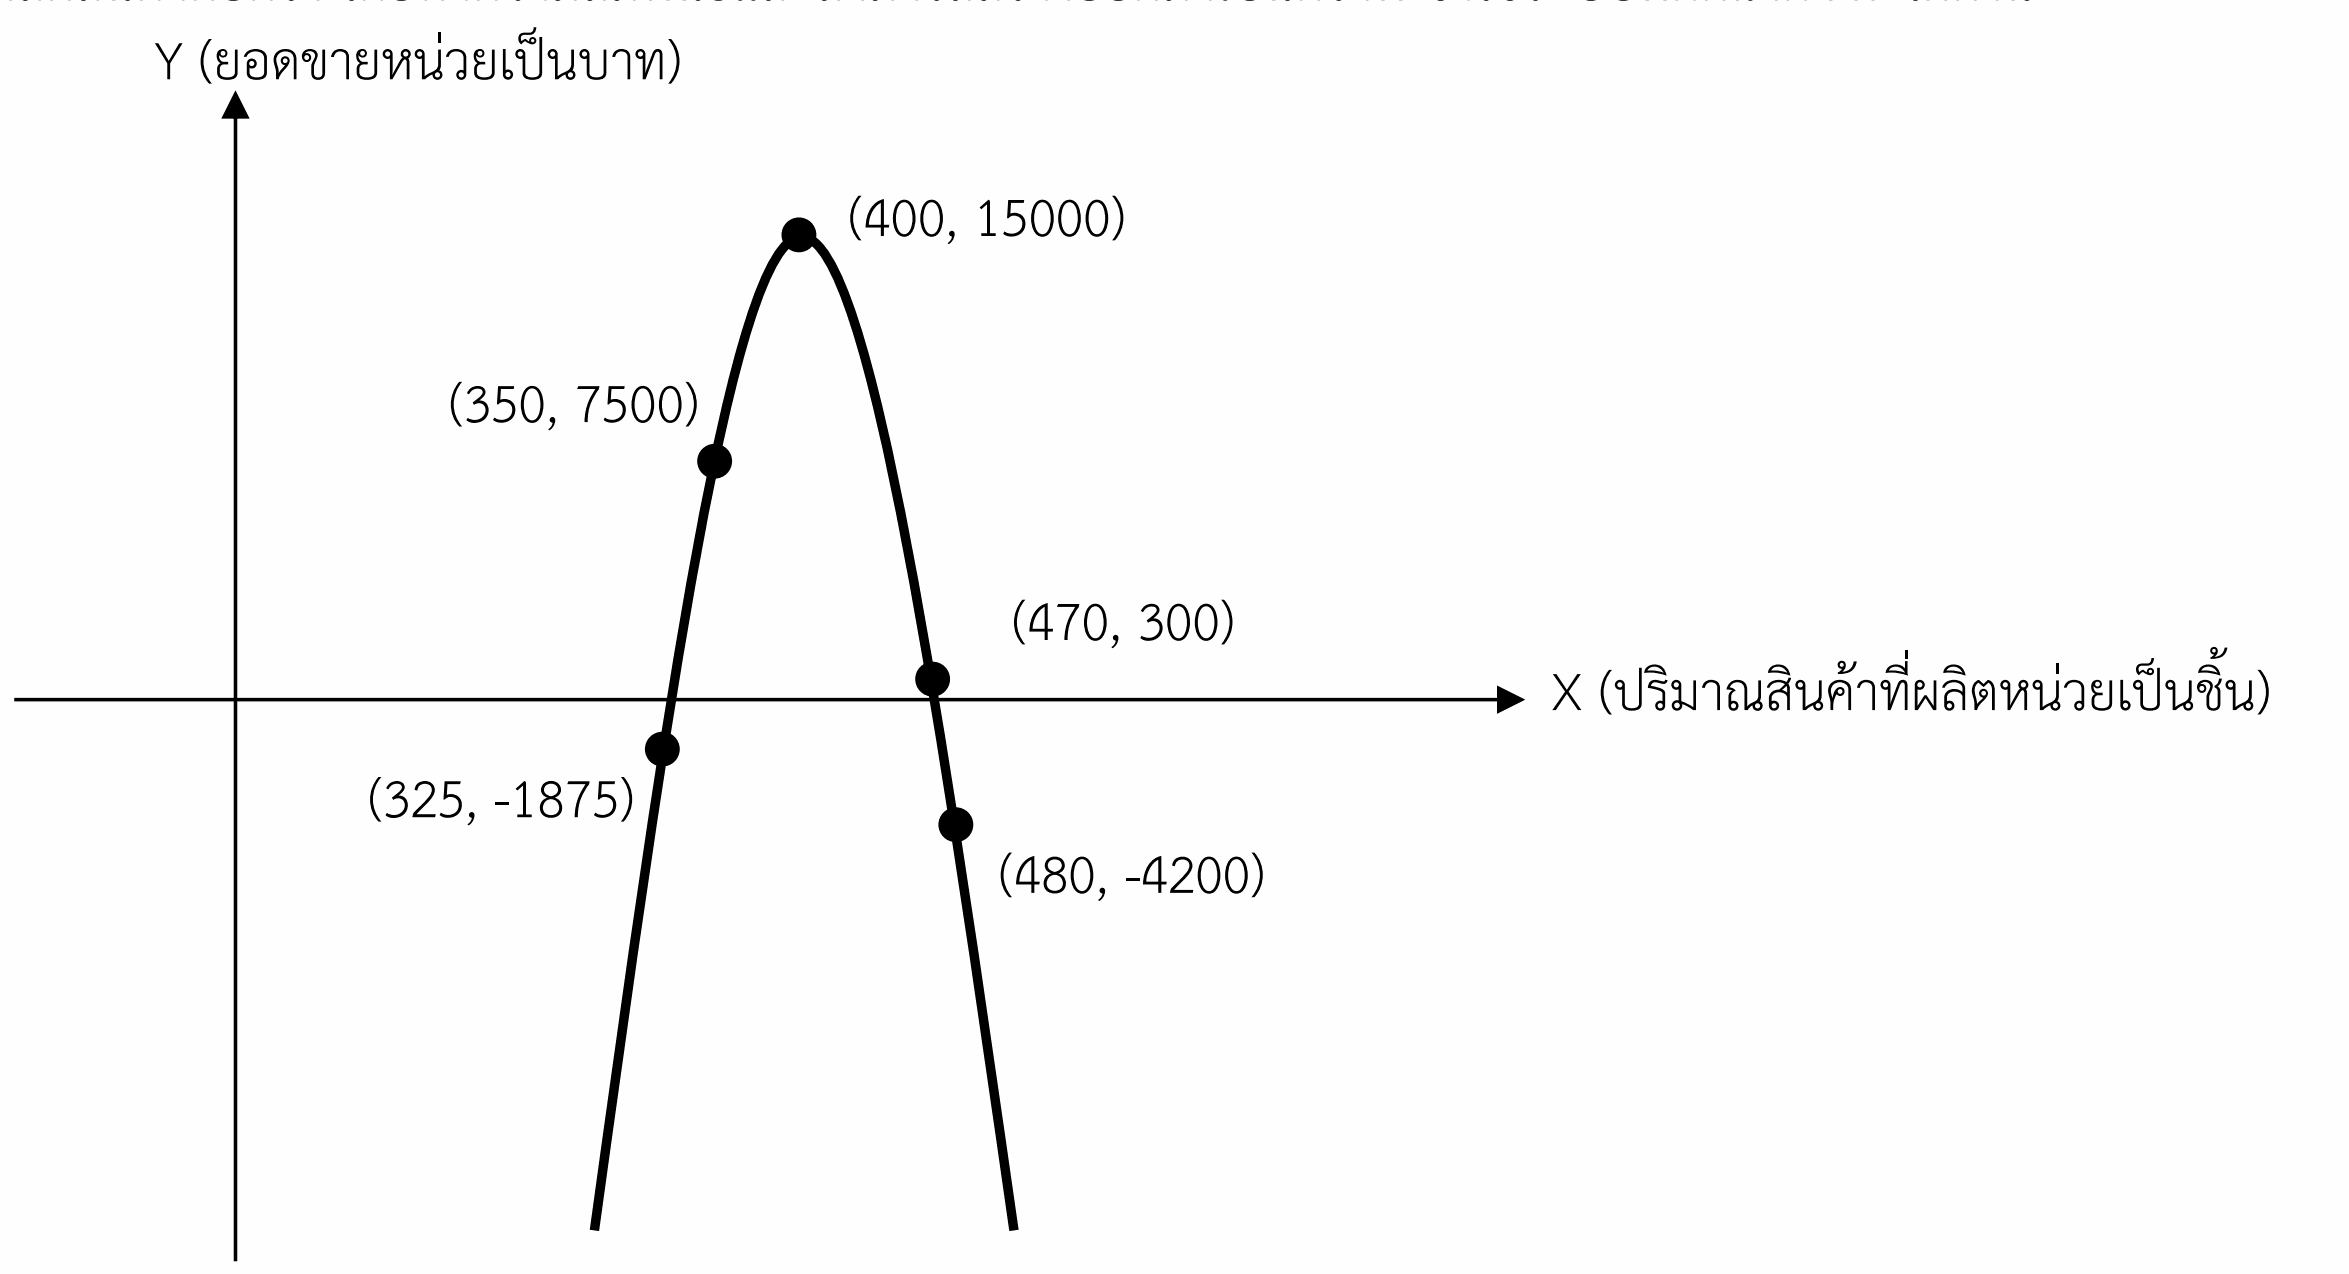 Y (ยอดขายหน่วยเป็นบาท)
(400, 15000)
(350, 7500)
(470, 300)
X (ปริมาณสินค้าที่ผลิตหน่วยเป็นชิ้น)
(325, -1875)
(480, -4200)